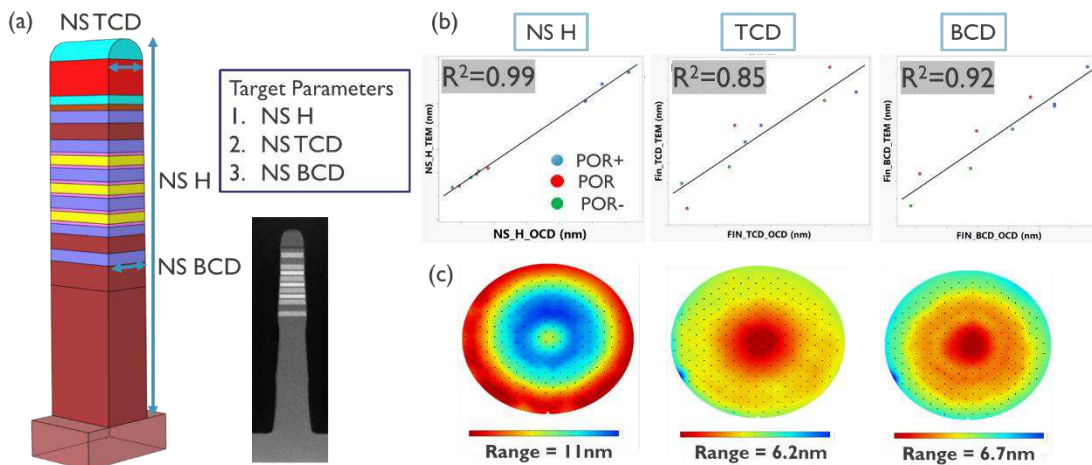 (a)
NS TCD
Target Parameters
1. NS H
2. NS TCD
3. NS BCD
NS H
NS BCD
(b)
NS H
TCD
BCD
R²=0.99
R²=0.85
R²=0.92
NS_H_TEM (nm)
POR+
POR
POR-
NS_H_OCD (nm)
Fin_TCD_TEM (nm)
FIN_TCD_OCD (nm)
Fin_BCD_TEM (nm)
FIN_BCD_OCD (nm)
(c)
Range = 11nm
Range = 6.2nm
Range = 6.7nm